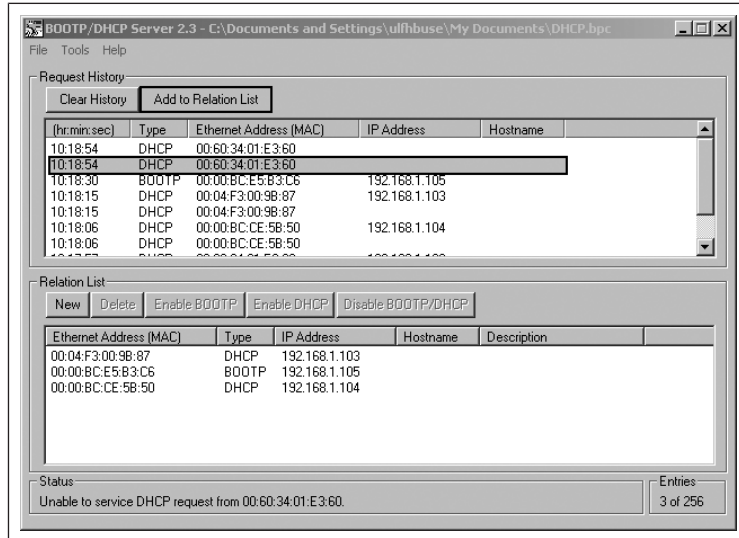 BOOTP/DHCP Server 2.3 - C:\Documents and Settings\ulfhbuse\My Documents\DHCP.bpc
File Tools Help
Request History
Clear History Add to Relation List
(hr:min:sec) Type Ethernet Address (MAC) IP Address Hostname
10:18:54 DHCP 00:60:34:01:E3:60
10:18:54 DHCP 00:60:34:01:E3:60
10:18:30 BOOTP 00:00:BC:E5:B3:C6 192.168.1.105
10:18:15 DHCP 00:04:F3:00:9B:87 192.168.1.103
10:18:15 DHCP 00:04:F3:00:9B:87
10:18:06 DHCP 00:00:BC:CE:5B:50 192.168.1.104
10:18:06 DHCP 00:00:BC:CE:5B:50
Relation List
New Delete Enable BOOTP Enable DHCP Disable BOOTP/DHCP
Ethernet Address (MAC) Type IP Address Hostname Description
00:04:F3:00:9B:87 DHCP 192.168.1.103
00:00:BC:E5:B3:C6 BOOTP 192.168.1.105
00:00:BC:CE:5B:50 DHCP 192.168.1.104
Status
Unable to service DHCP request from 00:60:34:01:E3:60.
Entries
3 of 256